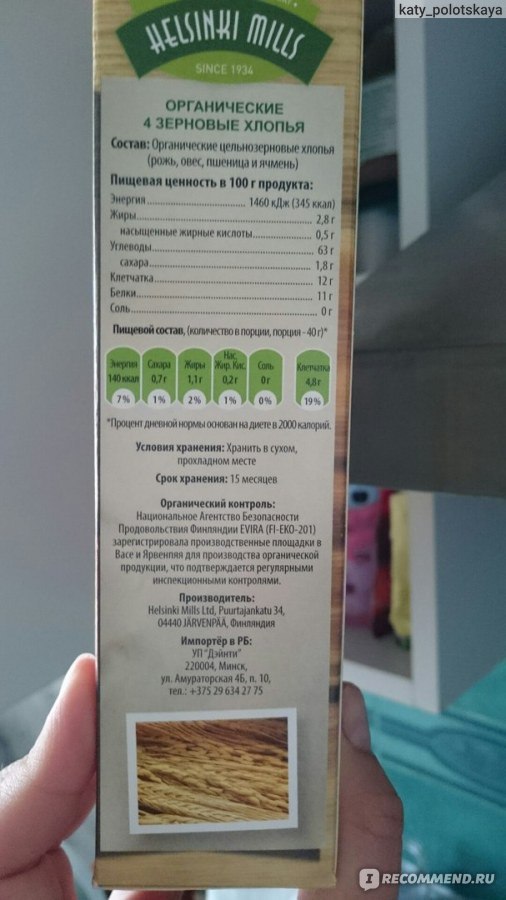 katy_polotskaya
HELSINKI MILLS
SINCE 1934
ОРГАНИЧЕСКИЕ
4 ЗЕРНОВЫЕ ХЛОПЬЯ
Состав: Органические цельнозерновые хлопья
(рожь, овес, пшеница и ячмень)
Пищевая ценность в 100 г продукта:
Энергия........ 1460 кДж (345 ккал)
Жиры........ 2,8 г
насыщенные жирные кислоты........ 0,5 г
Углеводы........ 63 г
сахара........ 1,8 г
Клетчатка........ 12 г
Белки........ 11 г
Соль........ 0 г
Пищевой состав, (количество в порции, порция - 40 г)*
Энергия Сахара Жиры Нас. Жир. Кис. Соль Клетчатка
140 ккал 0,7 г 1,1 г 0,2 г 0 г 4,8 г
7% 1% 2% 1% 0% 19%
*Процент дневной нормы основан на диете в 2000 калорий.
Условия хранения: Хранить в сухом,
прохладном месте
Срок хранения: 15 месяцев
Органический контроль:
Национальное Агентство Безопасности
Продовольствия Финляндии EVIRA (FI-EKO-201)
зарегистрировала производственные площадки в
Васе и Ярвенпяя для производства органической
продукции, что подтверждается регулярными
инспекционными контролями.
Производитель:
Helsinki Mills Ltd, Puurtajankatu 34,
04440 JÄRVENPÄÄ, Финляндия
Импортёр в РБ:
УП "Дэйнти"
220004, Минск,
ул. Амураторская 4Б, п. 10,
тел.: +375 29 634 27 75
IRECOMMEND.RU